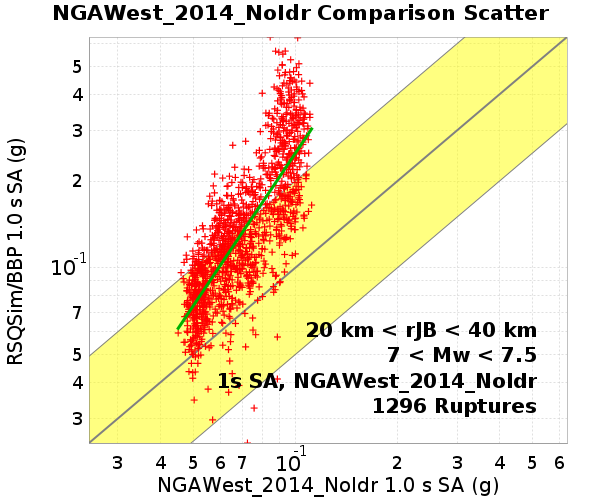 NGAWest_2014_NoIdr Comparison Scatter
RSQSim/BBP 1.0 s SA (g)
5
4
3
2
10-1
7
5
4
3
20 km < rJB < 40 km
7 < Mw < 7.5
1s SA, NGAWest_2014_NoIdr
1296 Ruptures
3 4 5 6 7 10-1 2 3 4 5 6
NGAWest_2014_NoIdr 1.0 s SA (g)